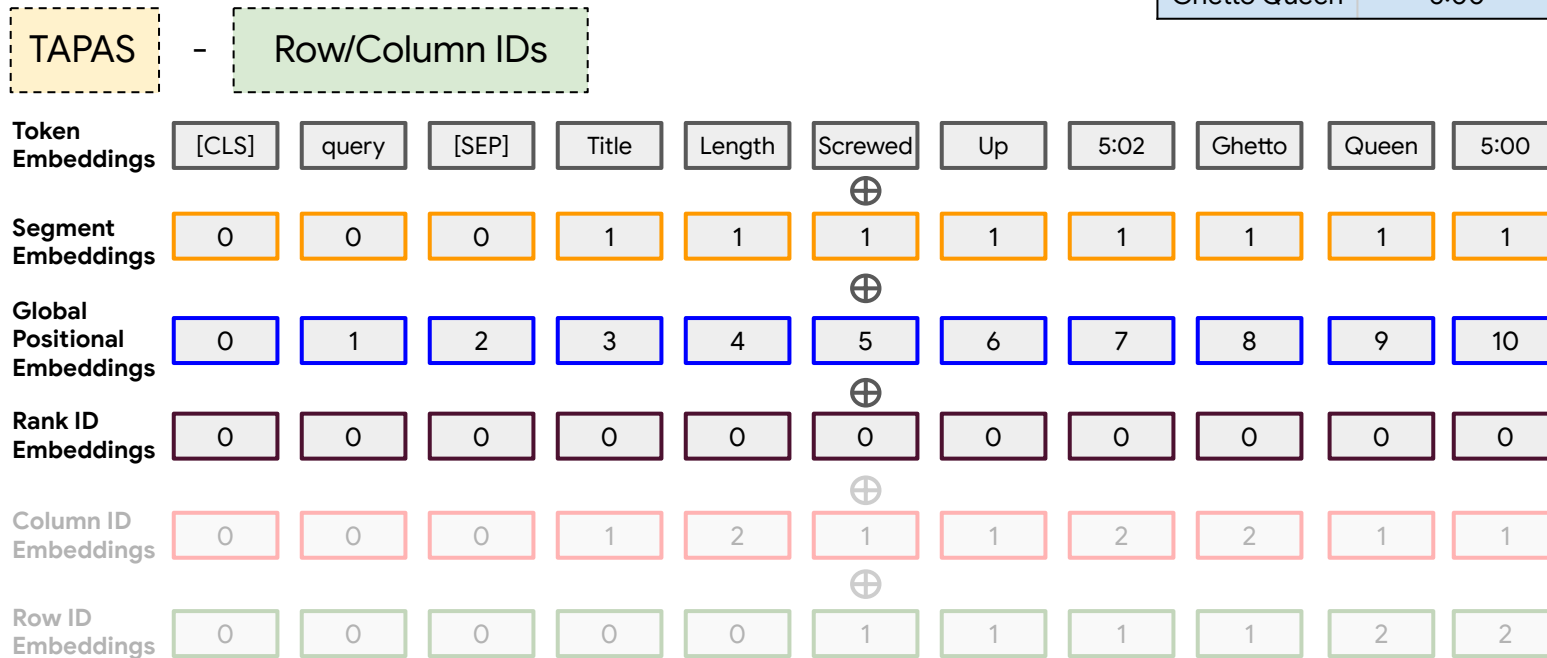 Ghetto Queen 5:00
TAPAS - Row/Column IDs
Token
Embeddings
[CLS] query [SEP] Title Length Screwed Up 5:02 Ghetto Queen 5:00
⊕
Segment
Embeddings
0 0 0 1 1 1 1 1 1 1 1
⊕
Global
Positional
Embeddings
0 1 2 3 4 5 6 7 8 9 10
⊕
Rank ID
Embeddings
0 0 0 0 0 0 0 0 0 0 0
⊕
Column ID
Embeddings
0 0 0 1 2 1 1 2 2 1 1
⊕
Row ID
Embeddings
0 0 0 0 0 1 1 1 1 2 2